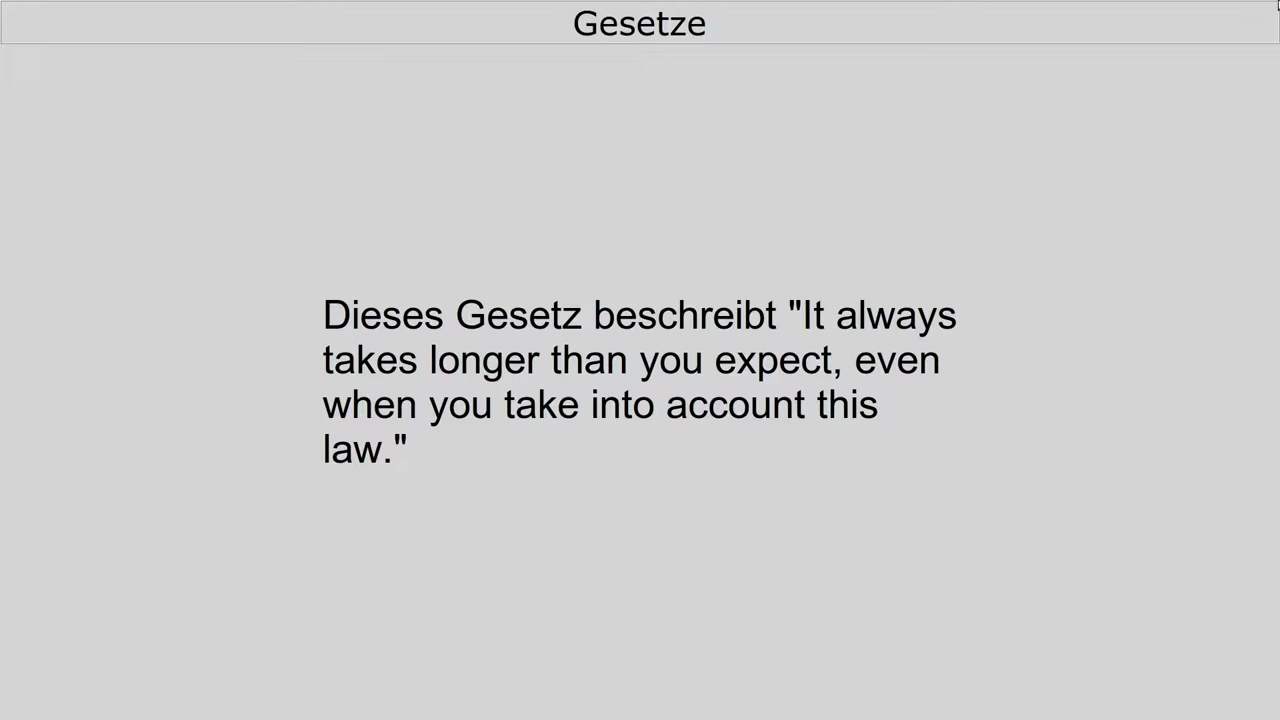 Gesetze
Dieses Gesetz beschreibt "It always
takes longer than you expect, even
when you take into account this
law."